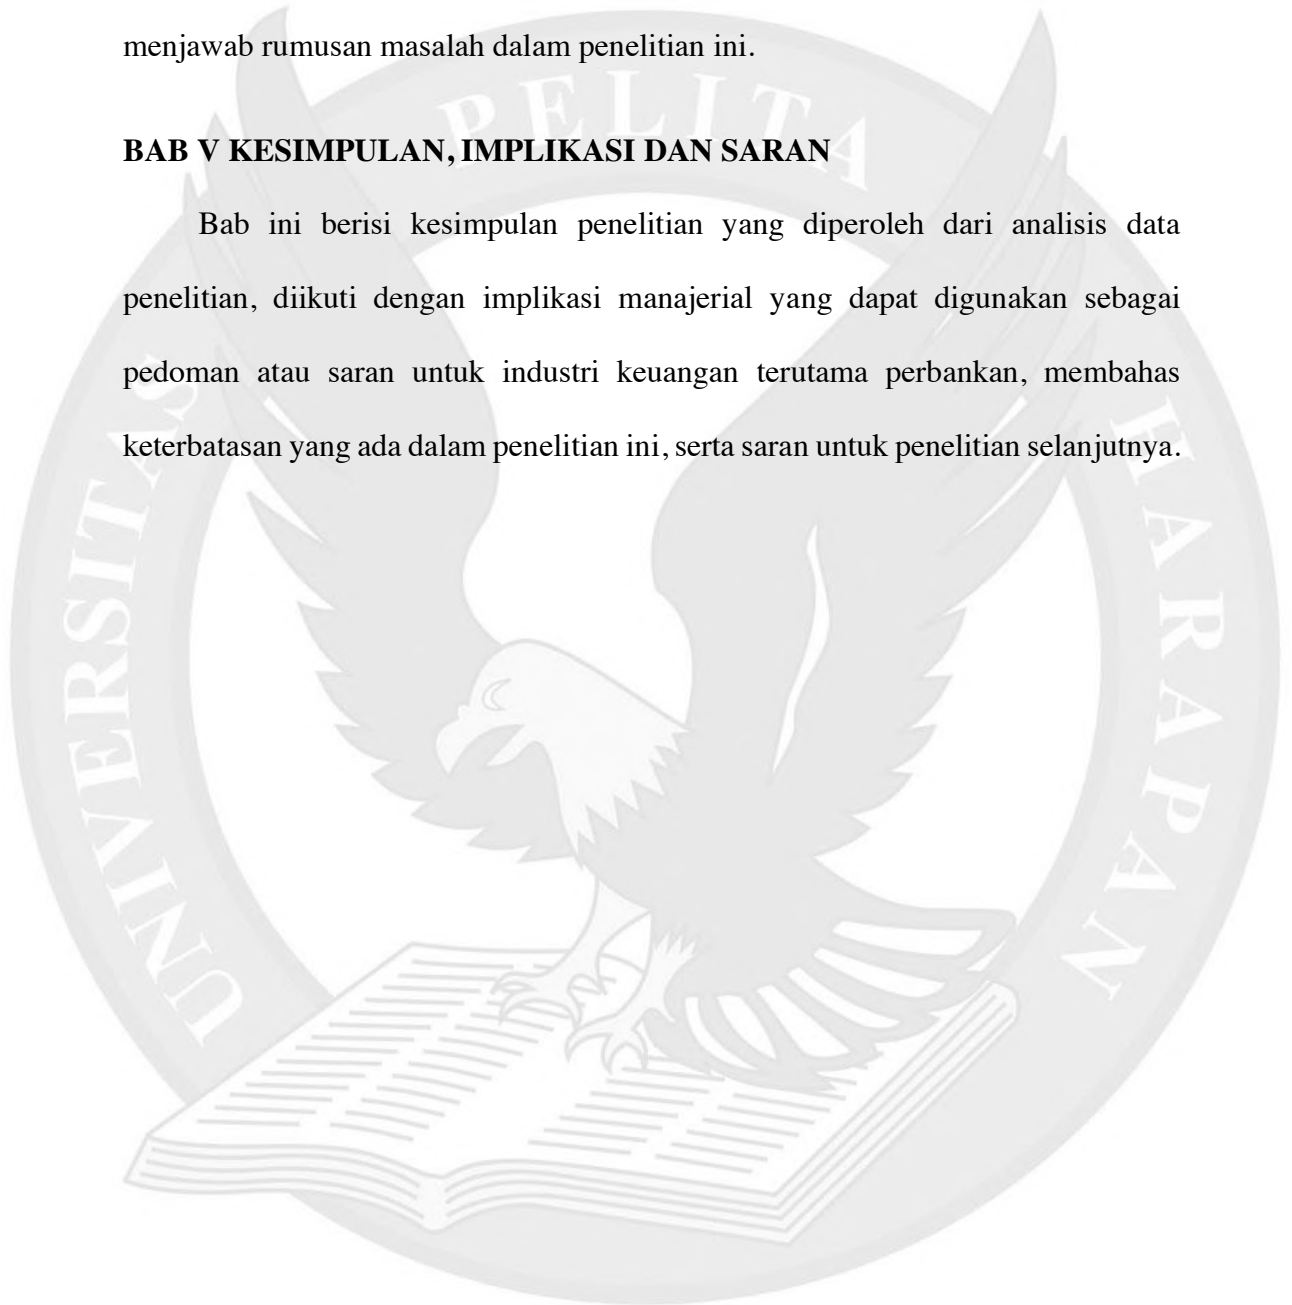 menjawab rumusan masalah dalam penelitian ini.
BAB V KESIMPULAN, IMPLIKASI DAN SARAN
Bab ini berisi kesimpulan penelitian yang diperoleh dari analisis data
penelitian, diikuti dengan implikasi manajerial yang dapat digunakan sebagai
pedoman atau saran untuk industri keuangan terutama perbankan, membahas
keterbatasan yang ada dalam penelitian ini, serta saran untuk penelitian selanjutnya.
UNIVERSITAS PELITA HARAPAN